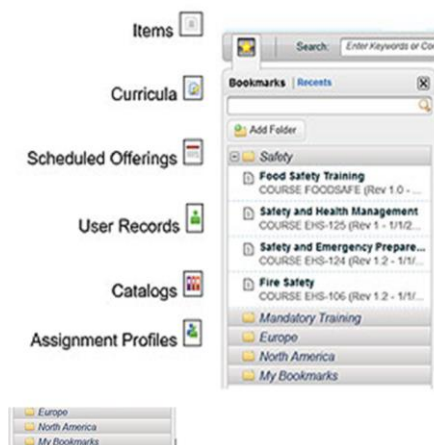 Items
Curricula
Scheduled Offerings
User Records
Catalogs
Assignment Profiles
Search: Enter Keywords or Co
Bookmarks | Recents
Add Folder
Safety
Food Safety Training
COURSE FOODSAFE (Rev 1.0 - ...
Safety and Health Management
COURSE EHS-125 (Rev 1 - 1/1/2...
Safety and Emergency Prepare...
COURSE EHS-124 (Rev 1.2 - 1/1/...
Fire Safety
COURSE EHS-106 (Rev 1.2 - 1/1/...
Mandatory Training
Europe
North America
My Bookmarks
Europe
North America
My Bookmarks